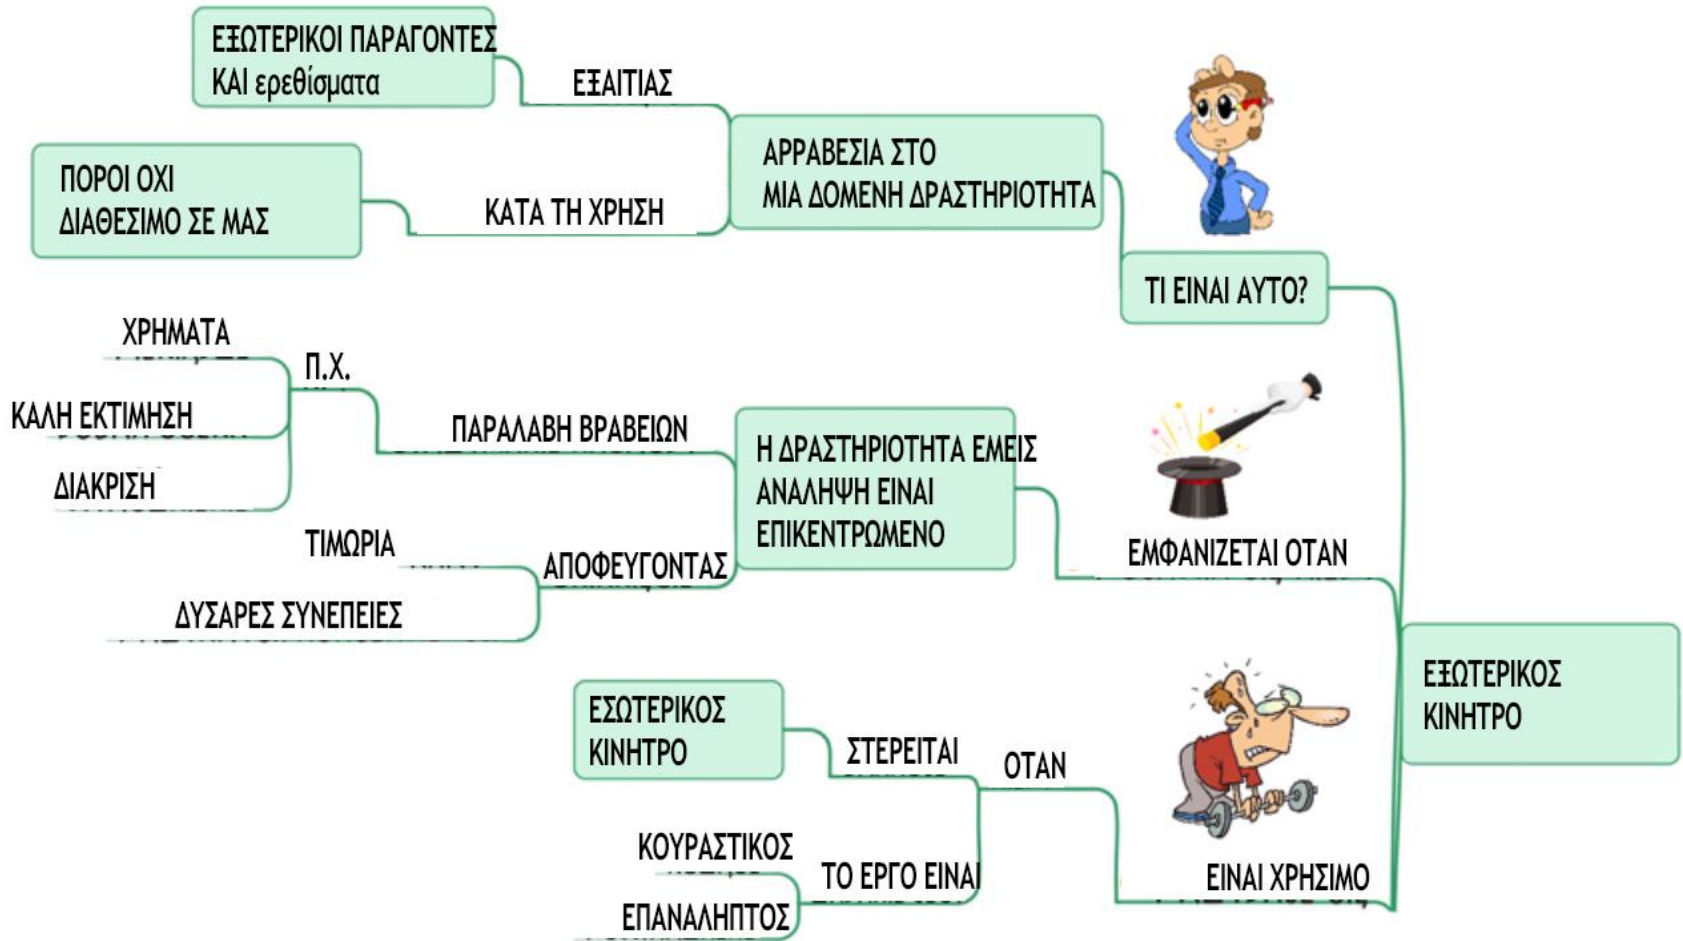 ΕΞΩΤΕΡΙΚΟΙ ΠΑΡΑΓΟΝΤΕΣ
ΚΑΙ ερεθίσματα
ΕΞΑΙΤΙΑΣ
ΑΡΡΑΒΕΣΙΑ ΣΤΟ
ΜΙΑ ΔΟΜΕΝΗ ΔΡΑΣΤΗΡΙΟΤΗΤΑ
ΠΟΡΟΙ ΟΧΙ
ΔΙΑΘΕΣΙΜΟ ΣΕ ΜΑΣ
ΚΑΤΑ ΤΗ ΧΡΗΣΗ
ΤΙ ΕΙΝΑΙ ΑΥΤΟ?
ΧΡΗΜΑΤΑ
Π.Χ.
ΚΑΛΗ ΕΚΤΙΜΗΣΗ
ΔΙΑΚΡΙΣΗ
ΠΑΡΑΛΑΒΗ ΒΡΑΒΕΙΩΝ
Η ΔΡΑΣΤΗΡΙΟΤΗΤΑ ΕΜΕΙΣ
ΑΝΑΛΗΨΗ ΕΙΝΑΙ
ΕΠΙΚΕΝΤΡΩΜΕΝΟ
ΤΙΜΩΡΙΑ
ΑΠΟΦΕΥΓΟΝΤΑΣ
ΔΥΣΑΡΕΣ ΣΥΝΕΠΕΙΕΣ
ΕΜΦΑΝΙΖΕΤΑΙ ΟΤΑΝ
ΕΞΩΤΕΡΙΚΟΣ
ΚΙΝΗΤΡΟ
ΕΣΩΤΕΡΙΚΟΣ
ΚΙΝΗΤΡΟ
ΣΤΕΡΕΙΤΑΙ
ΟΤΑΝ
ΚΟΥΡΑΣΤΙΚΟΣ
ΤΟ ΕΡΓΟ ΕΙΝΑΙ
ΕΠΑΝΑΛΗΠΤΟΣ
ΕΙΝΑΙ ΧΡΗΣΙΜΟ